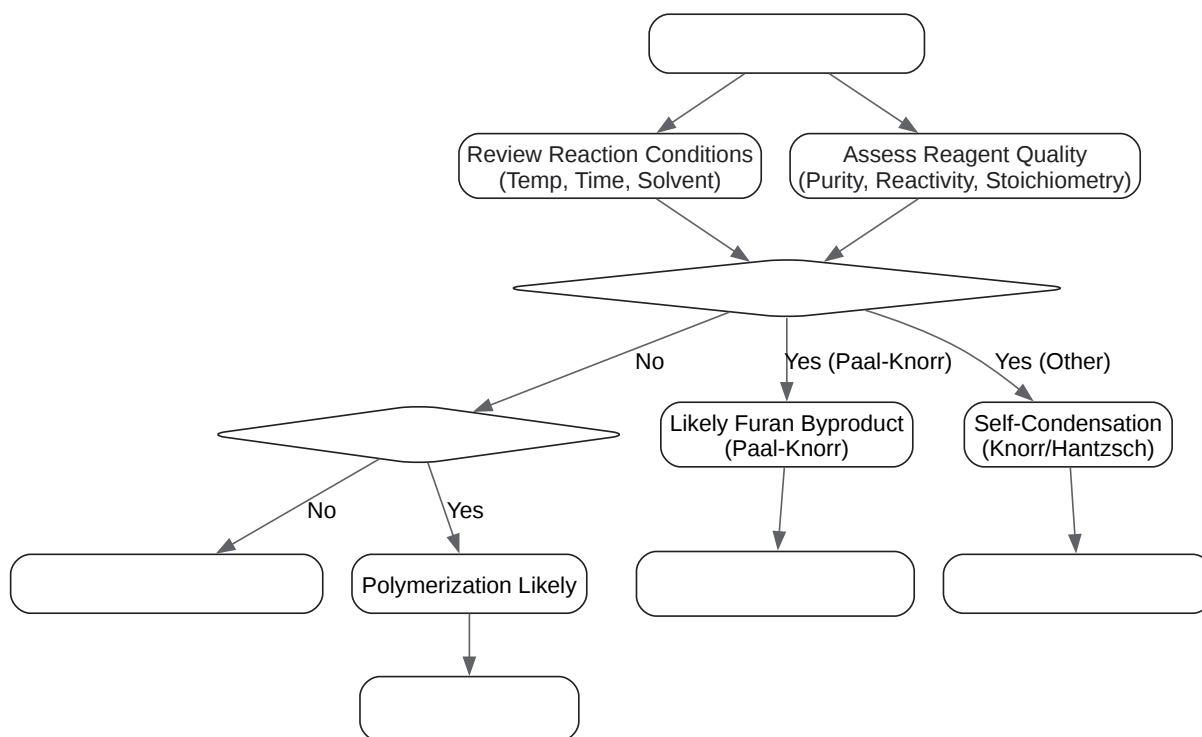 Review Reaction Conditions
(Temp, Time, Solvent)
Assess Reagent Quality
(Purity, Reactivity, Stoichiometry)
No
Yes (Paal-Knorr)
Yes (Other)
Likely Furan Byproduct
(Paal-Knorr)
Self-Condensation
(Knorr/Hantzsch)
No
Yes
Polymerization Likely